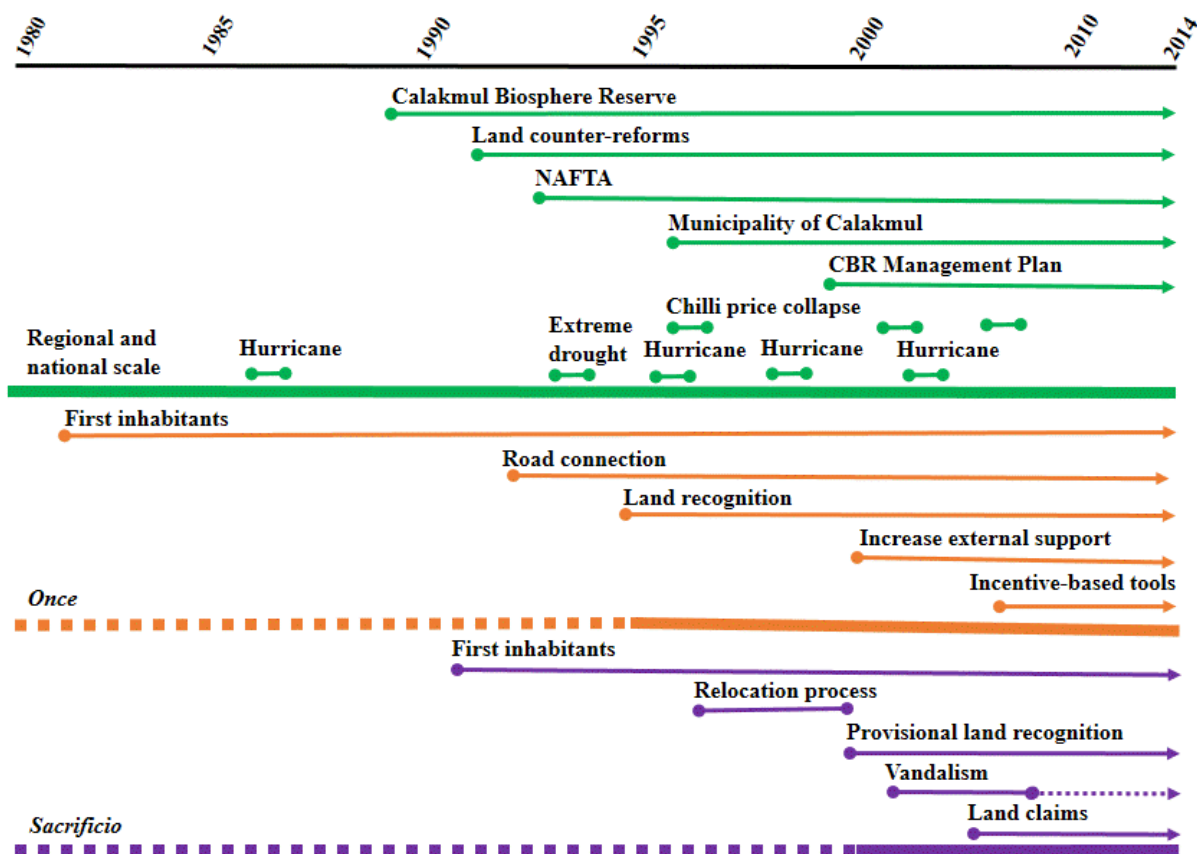 1980
1985
1990
1995
2000
2010
2014
Calakmul Biosphere Reserve
Land counter-reforms
NAFTA
Municipality of Calakmul
CBR Management Plan
Chilli price collapse
Regional and
national scale
Hurricane
Extreme
drought
Hurricane
Hurricane
Hurricane
First inhabitants
Road connection
Land recognition
Increase external support
Incentive-based tools
Once
First inhabitants
Relocation process
Provisional land recognition
Vandalism
Land claims
Sacrificio